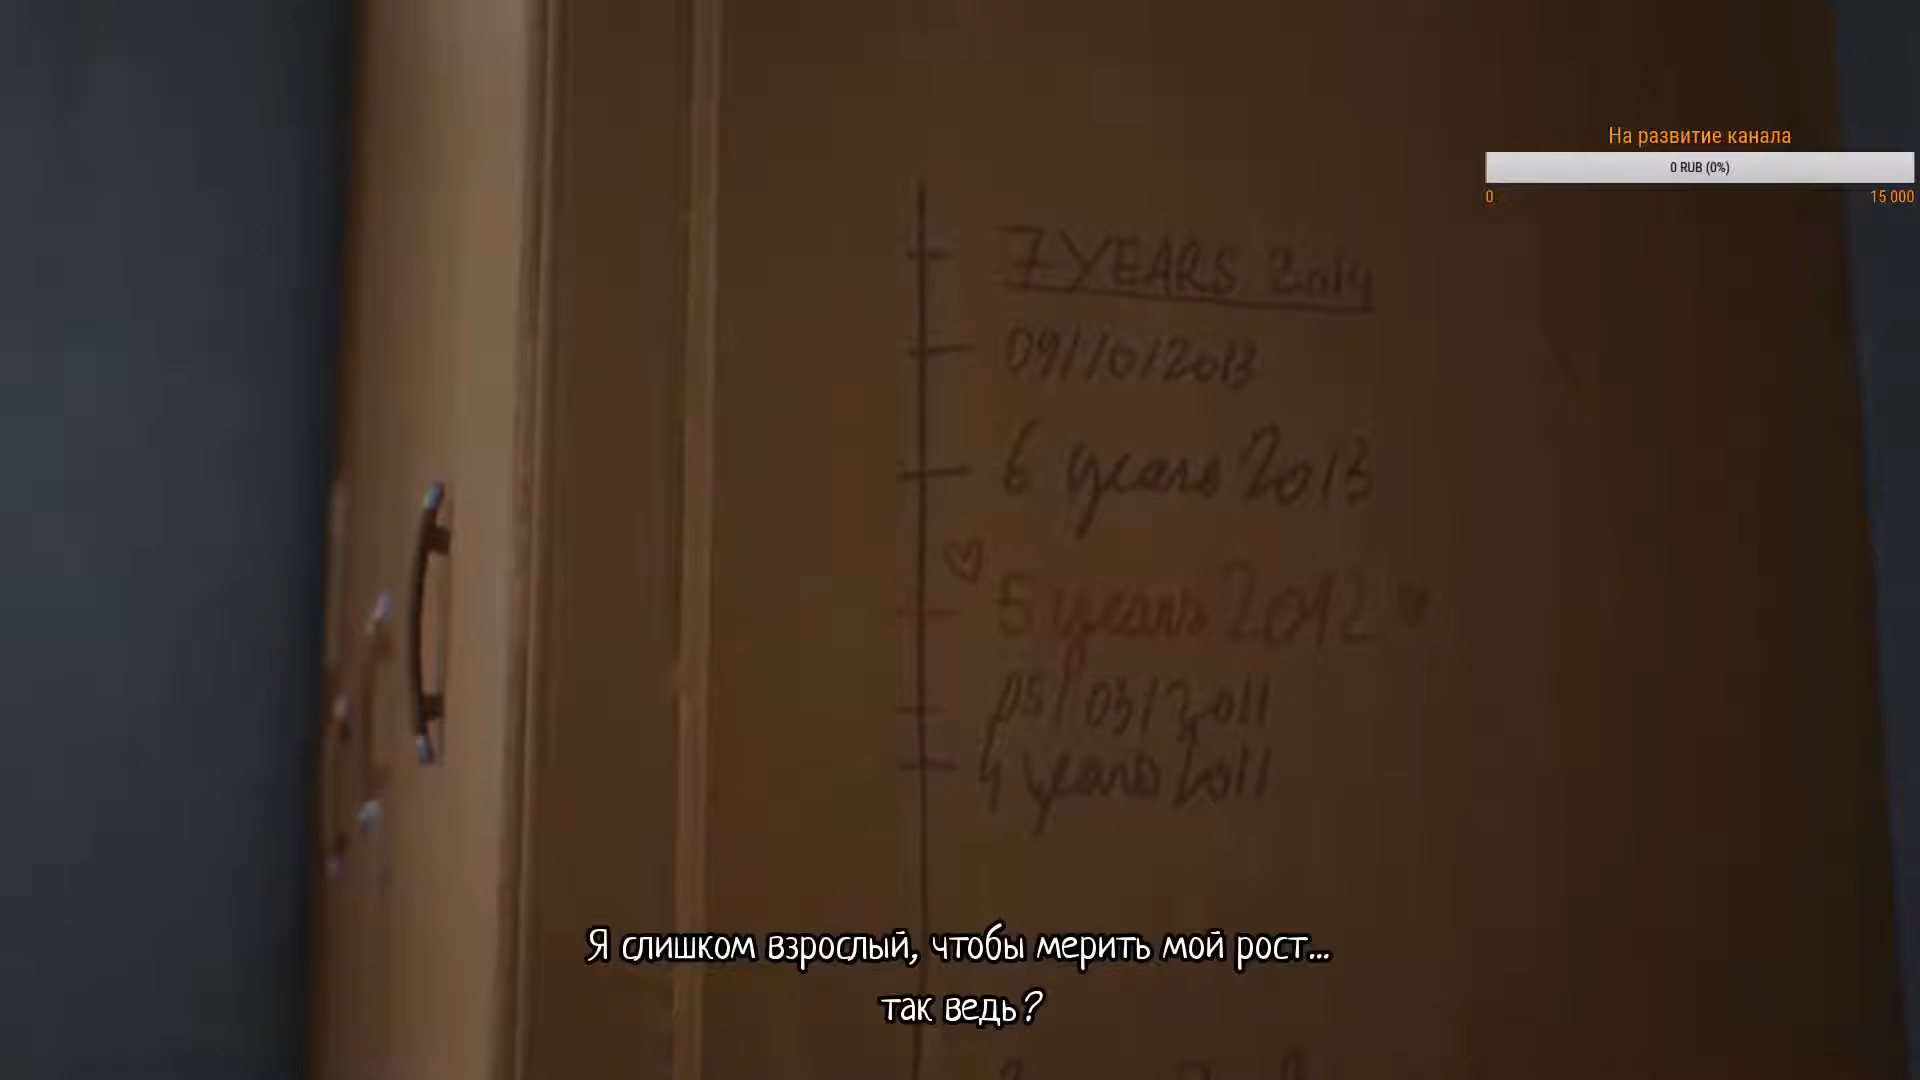 На развитие канала
0 RUB (0%)
0 15 000
7 YEARS 2014
09/10/2013
6 years 2013
5 years 2012
05/03/2011
4 years 2011
Я слишком взрослый, чтобы мерить мой рост...
так ведь?